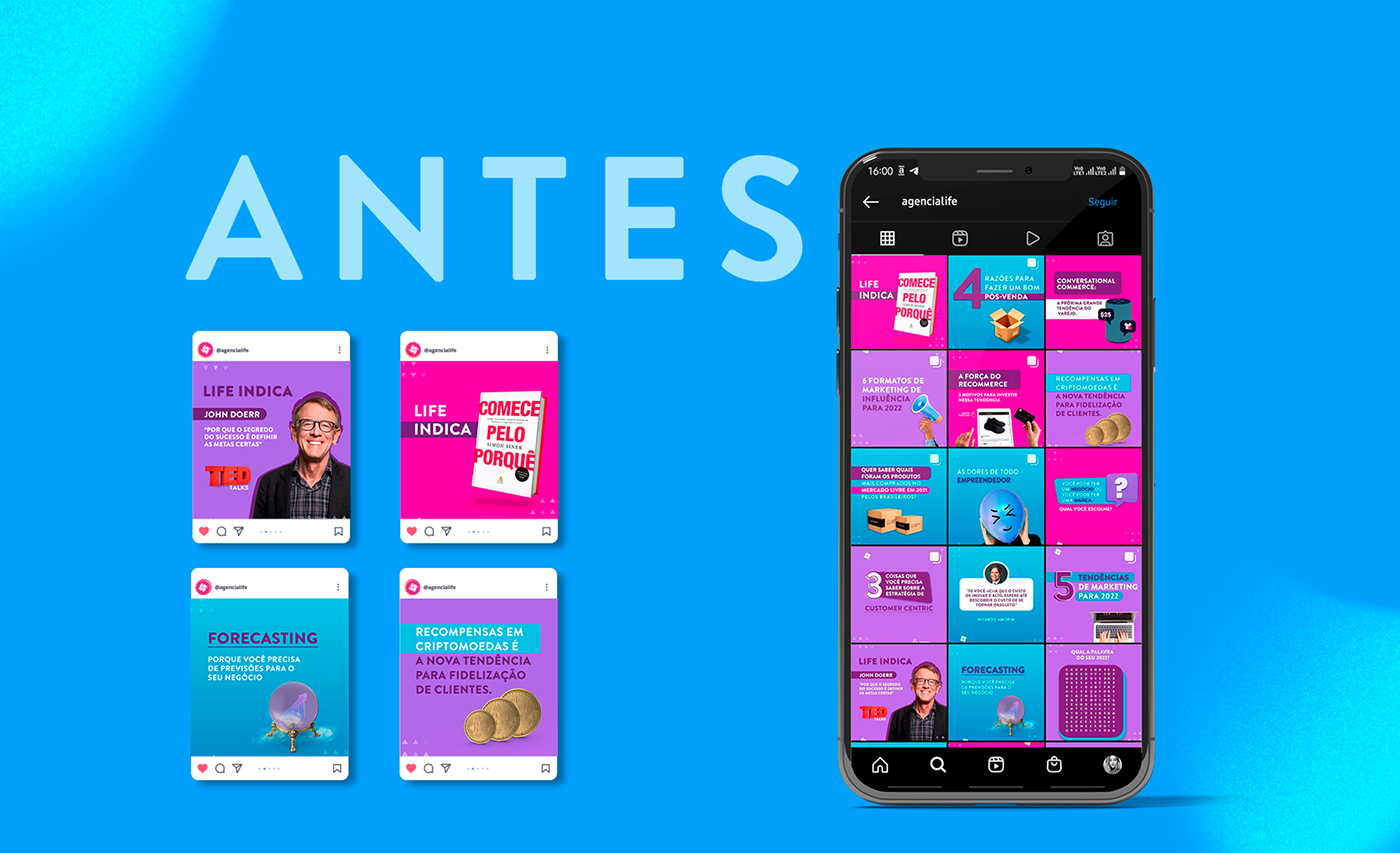 ANTES
@agencialife
LIFE INDICA
JOHN DOERR
"POR QUE O SEGREDO
DO SUCESSO É DEFINIR
AS METAS CERTAS"
TED
TALKS
@agencialife
LIFE
INDICA
COMECE
PELO
SIMON SINEK
PORQUÊ
@agencialife
FORECASTING
PORQUE VOCÊ PRECISA
DE PREVISÕES PARA O
SEU NEGÓCIO
@agencialife
RECOMPENSAS EM
CRIPTOMOEDAS É
A NOVA TENDÊNCIA
PARA FIDELIZAÇÃO
DE CLIENTES.
16:00
VoD
LTE1
VoD
LTE2
agencialife
Seguir
LIFE
INDICA
COMECE
PELO
PORQUÊ
4
RAZÕES PARA
FAZER UM BOM
PÓS-VENDA
CONVERSATIONAL
COMMERCE:
A PRÓXIMA GRANDE
TENDÊNCIA DO
VAREJO.
$25
6 FORMATOS DE
MARKETING DE
INFLUÊNCIA
PARA 2022
A FORÇA DO
RECOMMERCE
3 MOTIVOS PARA INVESTIR
NESSA TENDÊNCIA
RECOMPENSAS EM
CRIPTOMOEDAS É
A NOVA TENDÊNCIA
PARA FIDELIZAÇÃO
DE CLIENTES.
QUER SABER QUAIS
FORAM OS PRODUTOS
MAIS COMPRADOS NO
MERCADO LIVRE EM 2021
PELOS BRASILEIROS?
AS DORES DE TODO
EMPREENDEDOR
VOCÊ PODE TER
UM NEGÓCIO OU
VOCÊ PODE TER
UMA MARCA.
QUAL VOCÊ ESCOLHE?
?
3
COISAS QUE
VOCÊ PRECISA
SABER SOBRE A
ESTRATÉGIA DE
CUSTOMER CENTRIC
"SE VOCÊ ACHA QUE O CUSTO
DE INOVAR É ALTO, ESPERE ATÉ
DESCOBRIR O CUSTO DE SE
TORNAR OBSOLETO."
RICARDO AMORIM
5
TENDÊNCIAS
DE MARKETING
PARA 2022
LIFE INDICA
JOHN DOERR
"POR QUE O SEGREDO
DO SUCESSO É DEFINIR
AS METAS CERTAS"
TED
TALKS
FORECASTING
PORQUE VOCÊ PRECISA
DE PREVISÕES PARA O
SEU NEGÓCIO
QUAL A PALAVRA
DO SEU 2022?